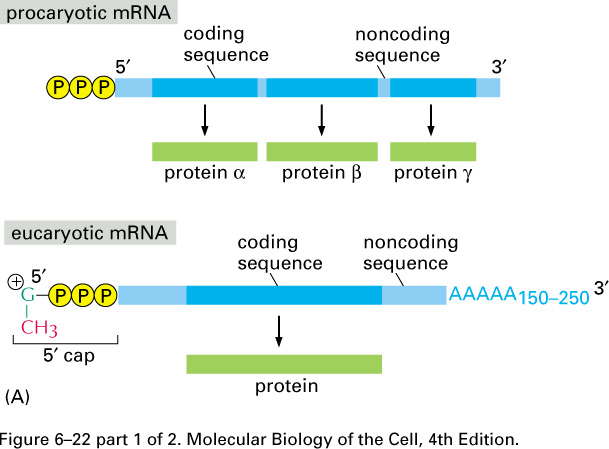 procaryotic mRNA
coding
sequence
noncoding
sequence
5′
3′
P P P
protein α
protein β
protein γ
eucaryotic mRNA
coding
sequence
noncoding
sequence
+
5′
G
P P P
AAAAA150–250
3′
CH3
5′ cap
protein
(A)
Figure 6–22 part 1 of 2. Molecular Biology of the Cell, 4th Edition.